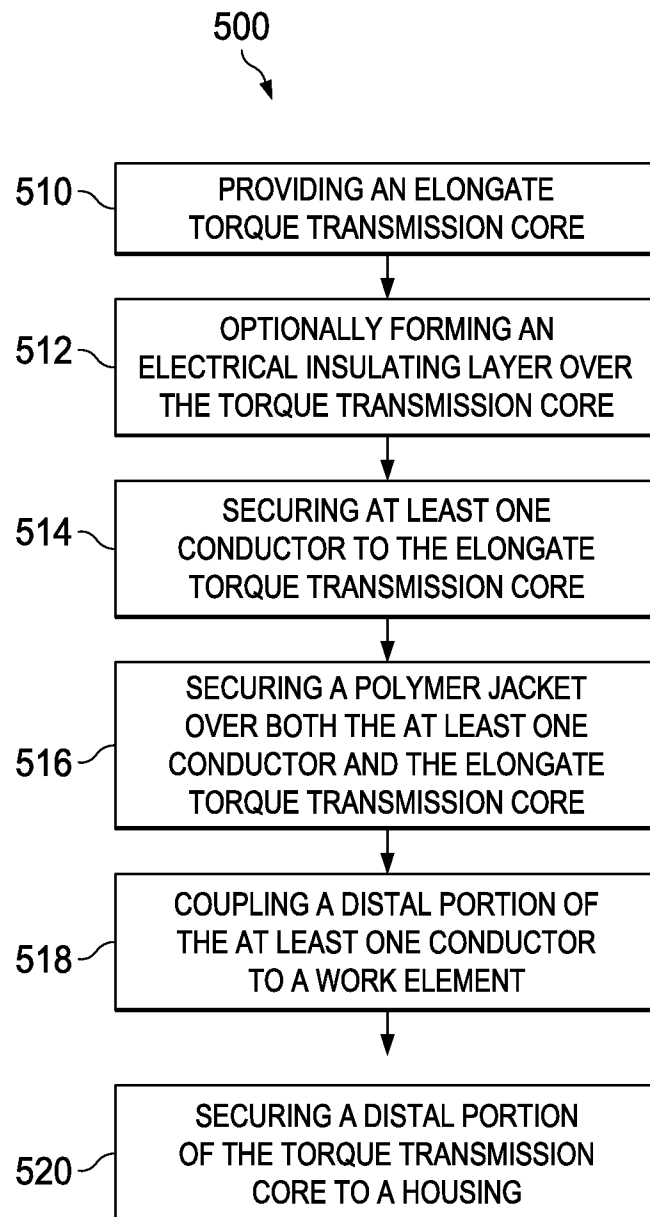 500
510
PROVIDING AN ELONGATE
TORQUE TRANSMISSION CORE
512
OPTIONALLY FORMING AN
ELECTRICAL INSULATING LAYER OVER
THE TORQUE TRANSMISSION CORE
514
SECURING AT LEAST ONE
CONDUCTOR TO THE ELONGATE
TORQUE TRANSMISSION CORE
516
SECURING A POLYMER JACKET
OVER BOTH THE AT LEAST ONE
CONDUCTOR AND THE ELONGATE
TORQUE TRANSMISSION CORE
518
COUPLING A DISTAL PORTION OF
THE AT LEAST ONE CONDUCTOR
TO A WORK ELEMENT
520
SECURING A DISTAL PORTION
OF THE TORQUE TRANSMISSION
CORE TO A HOUSING